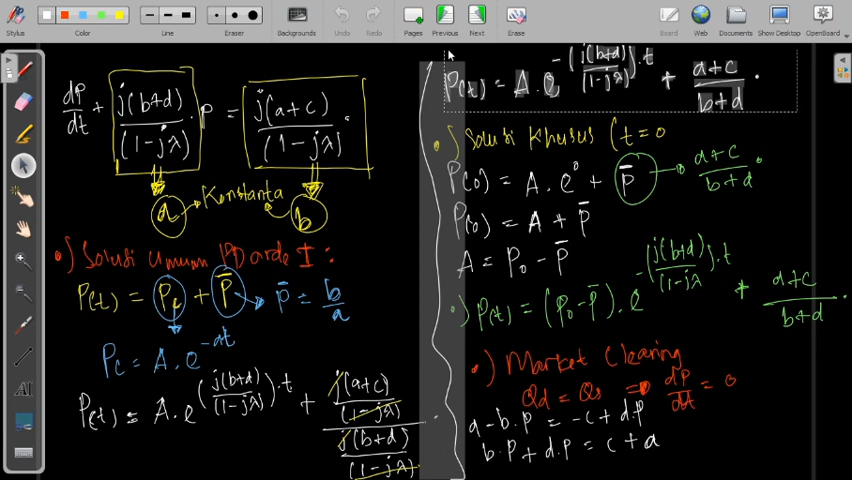 Stylus
Colors
Line
Eraser
Backgrounds
Undo
Redo
Pages
Previous
Next
Erase
Board
Web
Documents
Show Desktop
OpenBoard
dP/dt + j(b+d)/(1-jλ) . P = j(a+c)/(1-jλ) .
a → Konstanta ← b
•) Solusi Umum PD orde I :
P(t) = Pc + P̄ → P̄ = b/a
Pc = A.e^-at
P(t) = A.e^(j(b+d)/(1-jλ)).t + j(a+c)/(1-jλ) / j(b+d)/(1-jλ)
P(t) = A.e^-(j(b+d)/(1-jλ)).t + a+c/b+d .
•) Solusi Khusus (t=0
P(0) = A.e^0 + P̄ → a+c/b+d .
P(0) = A + P̄
A = P0 - P̄
•) P(t) = (P0-P̄).e^-(j(b+d)/(1-jλ)).t + a+c/b+d .
•) Market Clearing
Qd = Qs => dP/dt = 0
a-b.P = -c+d.P
b.P+d.P = c+a